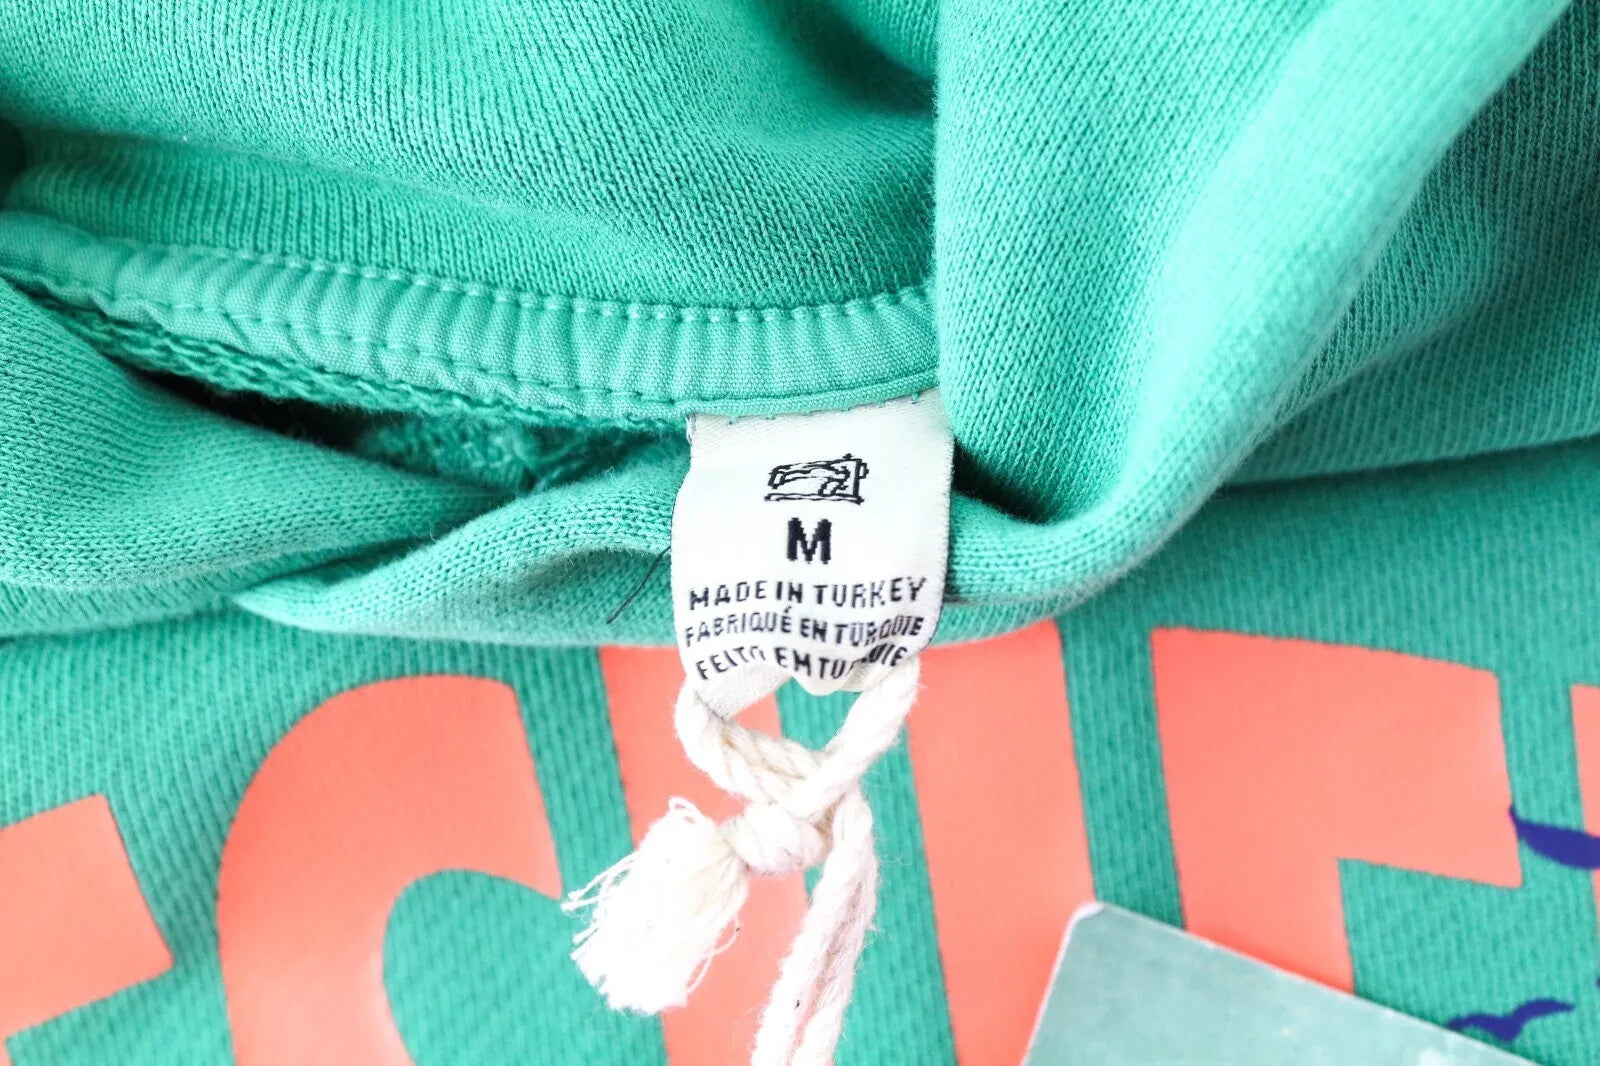 M
MADE IN TURKEY
FABRIQUÉ EN TURQUIE
FEITO EM TURQUIE